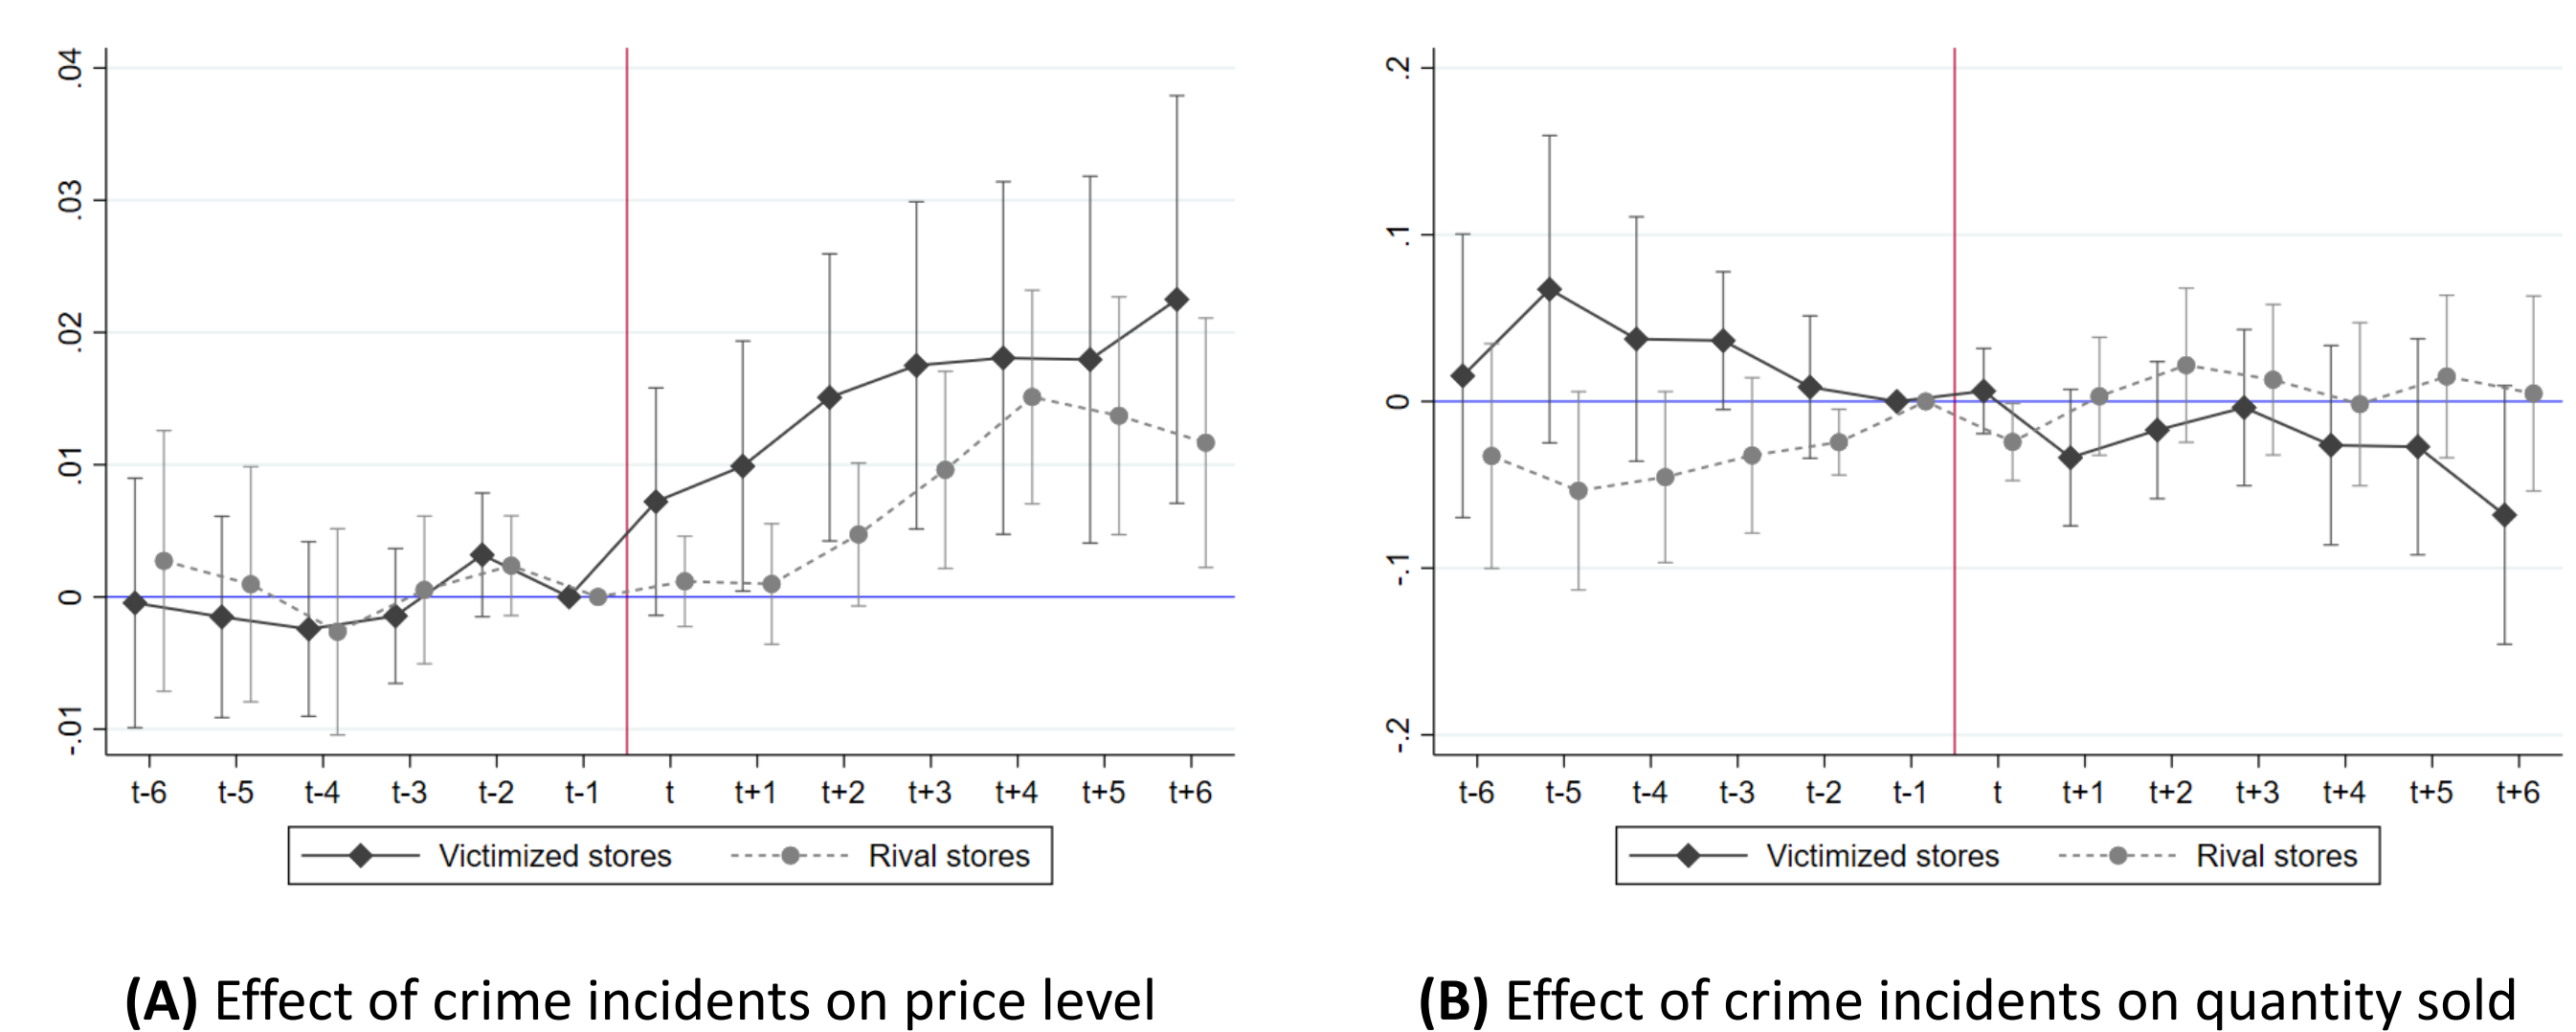 .04
.03
.02
.01
0
-.01
t-6 t-5 t-4 t-3 t-2 t-1 t t+1 t+2 t+3 t+4 t+5 t+6
Victimized stores Rival stores
(A) Effect of crime incidents on price level
.2
.1
0
-.1
-.2
t-6 t-5 t-4 t-3 t-2 t-1 t t+1 t+2 t+3 t+4 t+5 t+6
Victimized stores Rival stores
(B) Effect of crime incidents on quantity sold